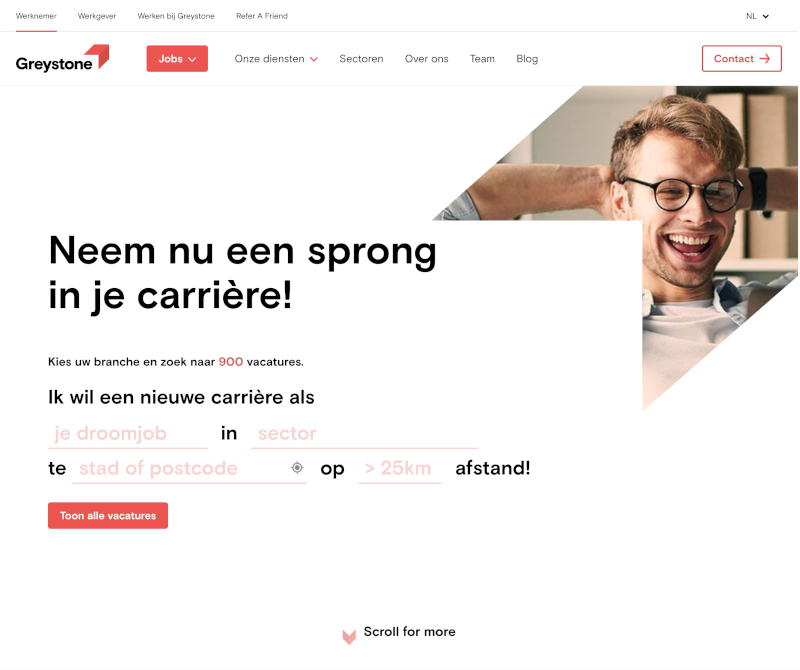 Werknemer Werkgever Werken bij Greystone Refer A Friend NL
Greystone Jobs Onze diensten Sectoren Over ons Team Blog Contact
Neem nu een sprong
in je carrière!
Kies uw branche en zoek naar 900 vacatures.
Ik wil een nieuwe carrière als
je droomjob in sector
te stad of postcode op > 25km afstand!
Toon alle vacatures
Scroll for more